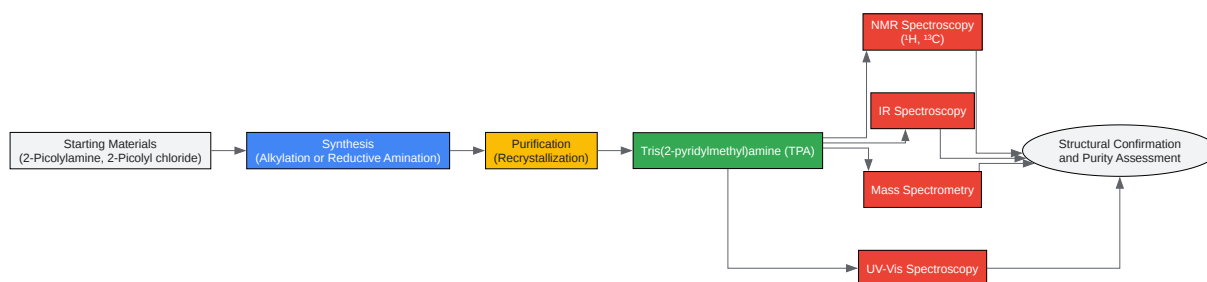 Starting Materials
(2-Picolylamine, 2-Picolyl chloride)
Synthesis
(Alkylation or Reductive Amination)
Purification
(Recrystallization)
Tris(2-pyridylmethyl)amine (TPA)
NMR Spectroscopy
(¹H, ¹³C)
IR Spectroscopy
Mass Spectrometry
UV-Vis Spectroscopy
Structural Confirmation
and Purity Assessment